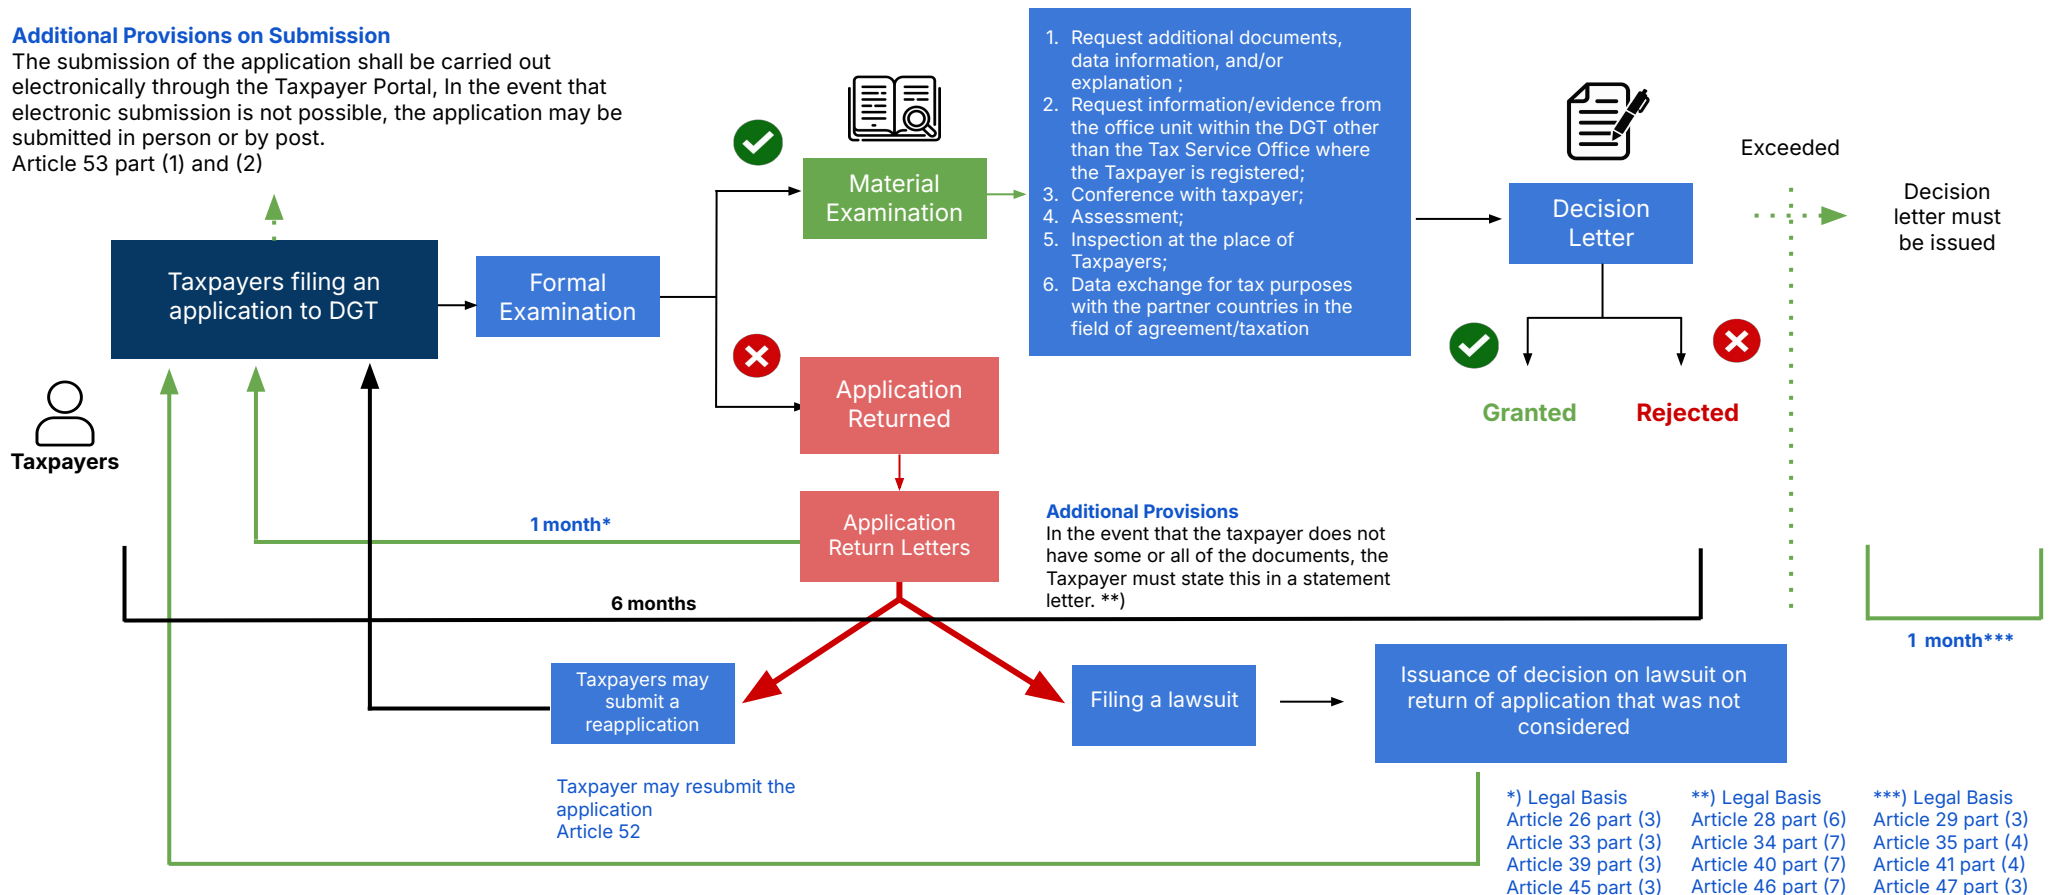 Additional Provisions on Submission
The submission of the application shall be carried out
electronically through the Taxpayer Portal, In the event that
electronic submission is not possible, the application may be
submitted in person or by post.
Article 53 part (1) and (2)
Taxpayers filing an
application to DGT
Taxpayers
Formal
Examination
Material
Examination
1. Request additional documents,
data information, and/or
explanation ;
2. Request information/evidence from
the office unit within the DGT other
than the Tax Service Office where
the Taxpayer is registered;
3. Conference with taxpayer;
4. Assessment;
5. Inspection at the place of
Taxpayers;
6. Data exchange for tax purposes
with the partner countries in the
field of agreement/taxation
Decision
Letter
Granted
Rejected
Exceeded
Decision
letter must
be issued
Application
Returned
Application
Return Letters
1 month*
6 months
Additional Provisions
In the event that the taxpayer does not
have some or all of the documents, the
Taxpayer must state this in a statement
letter. **)
1 month***
Taxpayers may
submit a
reapplication
Filing a lawsuit
Issuance of decision on lawsuit on
return of application that was not
considered
Taxpayer may resubmit the
application
Article 52
*) Legal Basis
Article 26 part (3)
Article 33 part (3)
Article 39 part (3)
Article 45 part (3)
**) Legal Basis
Article 28 part (6)
Article 34 part (7)
Article 40 part (7)
Article 46 part (7)
***) Legal Basis
Article 29 part (3)
Article 35 part (4)
Article 41 part (4)
Article 47 part (3)